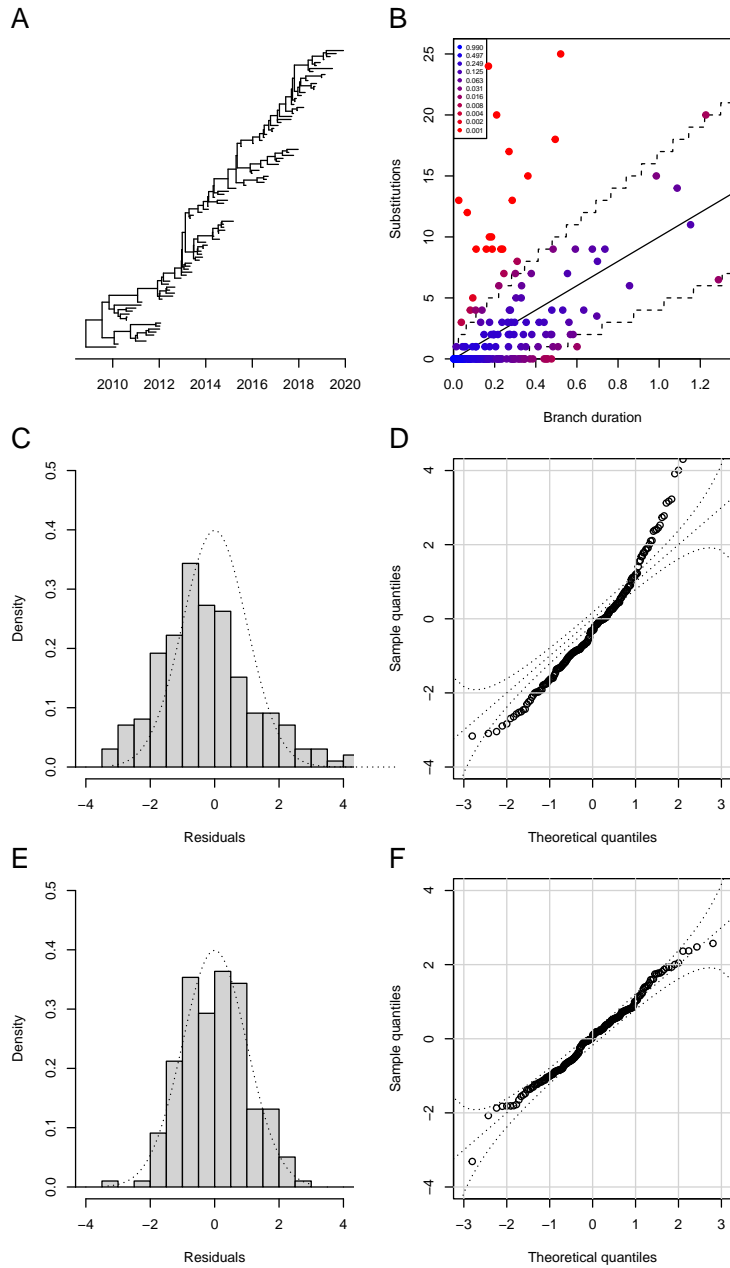 A
2010 2012 2014 2016 2018 2020
B
25
20
15
10
5
0
Substitutions
0.990
0.497
0.249
0.125
0.063
0.031
0.016
0.008
0.004
0.002
0.001
0.0 0.2 0.4 0.6 0.8 1.0 1.2
Branch duration
C
0.5
0.4
0.3
0.2
0.1
0.0
Density
−4 −2 0 2 4
Residuals
D
4
2
0
−2
−4
Sample quantiles
−3 −2 −1 0 1 2 3
Theoretical quantiles
E
0.5
0.4
0.3
0.2
0.1
0.0
Density
−4 −2 0 2 4
Residuals
F
4
2
0
−2
−4
Sample quantiles
−3 −2 −1 0 1 2 3
Theoretical quantiles